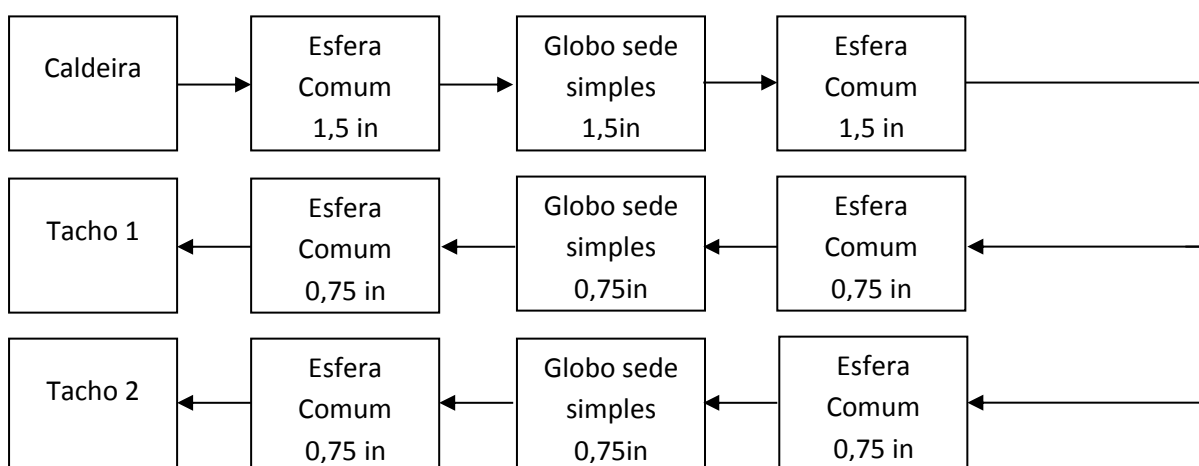 Caldeira
Esfera
Comum
1,5 in
Globo sede
simples
1,5in
Esfera
Comum
1,5 in
Tacho 1
Esfera
Comum
0,75 in
Globo sede
simples
0,75in
Esfera
Comum
0,75 in
Tacho 2
Esfera
Comum
0,75 in
Globo sede
simples
0,75in
Esfera
Comum
0,75 in